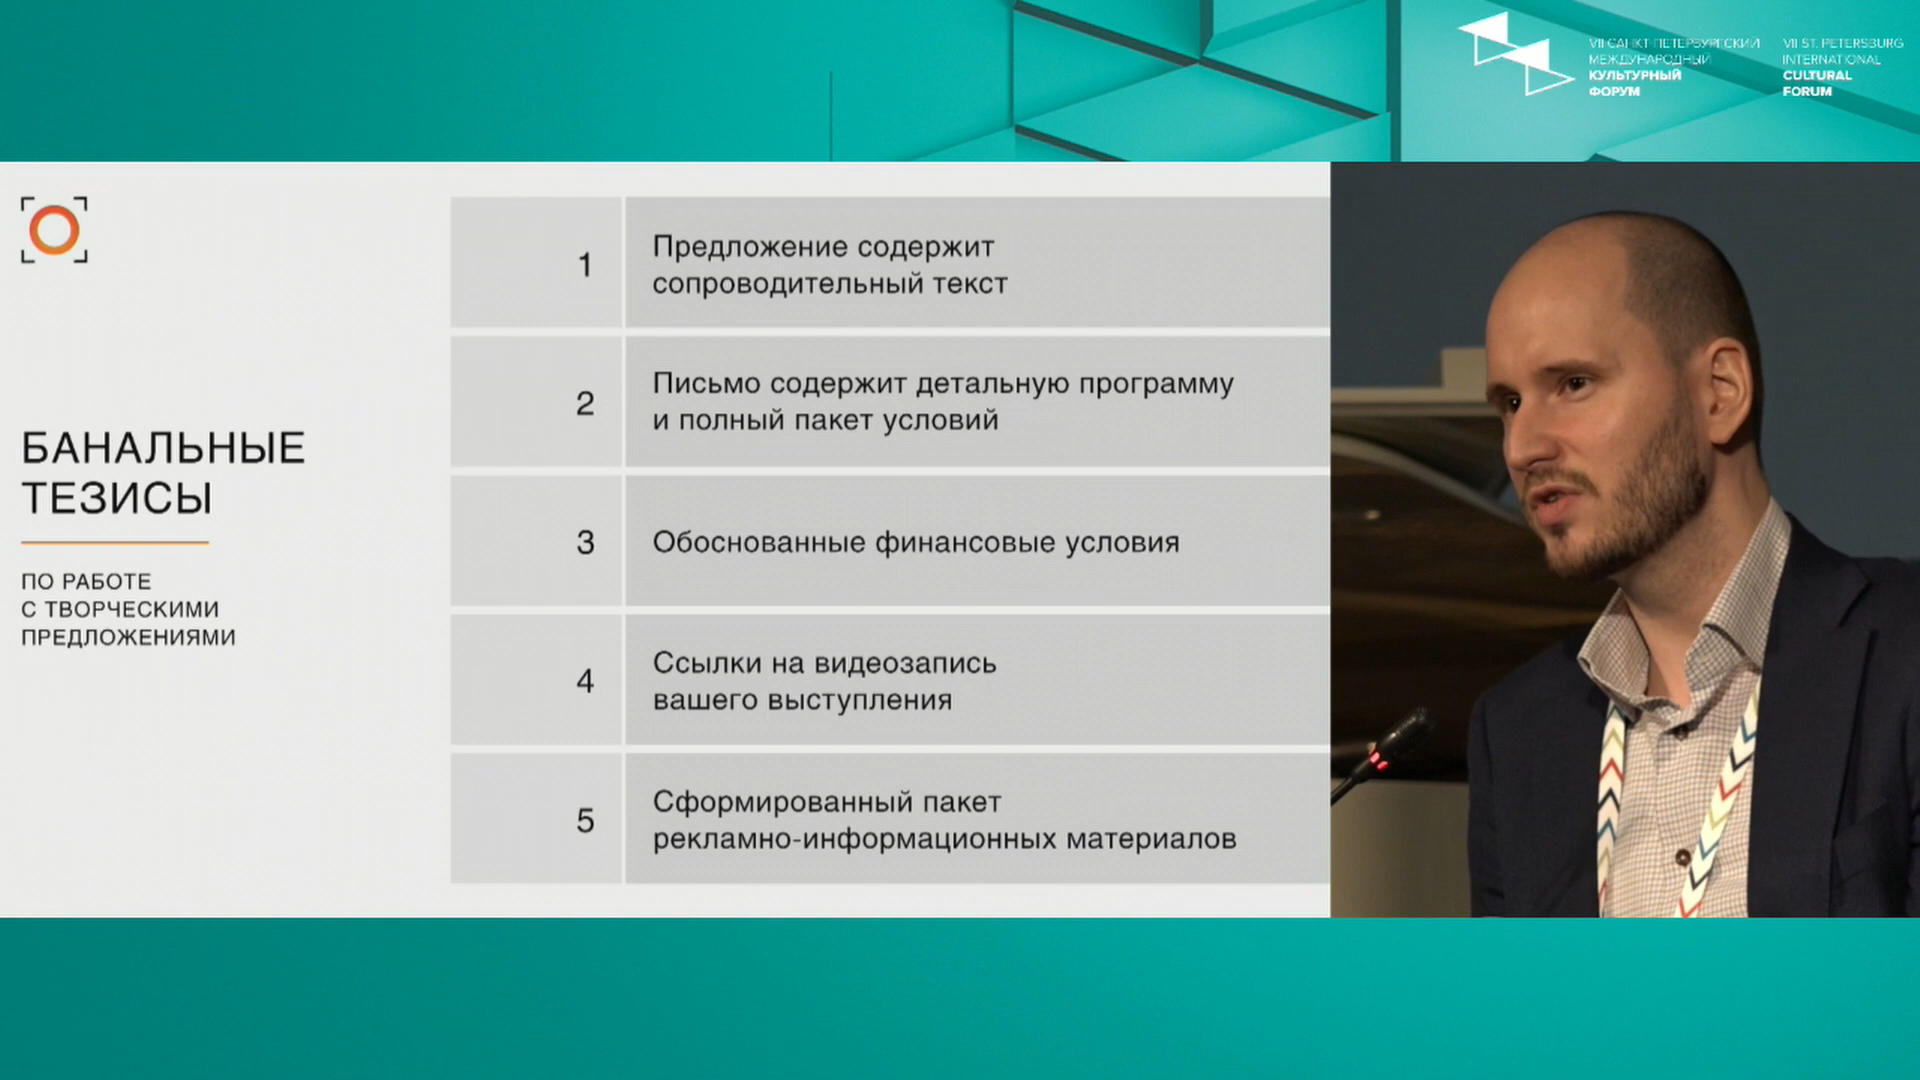 VII САНКТ-ПЕТЕРБУРГСКИЙ
МЕЖДУНАРОДНЫЙ
КУЛЬТУРНЫЙ
ФОРУМ
VII ST. PETERSBURG
INTERNATIONAL
CULTURAL
FORUM
БАНАЛЬНЫЕ
ТЕЗИСЫ
ПО РАБОТЕ
С ТВОРЧЕСКИМИ
ПРЕДЛОЖЕНИЯМИ
1
Предложение содержит
сопроводительный текст
2
Письмо содержит детальную программу
и полный пакет условий
3
Обоснованные финансовые условия
4
Ссылки на видеозапись
вашего выступления
5
Сформированный пакет
рекламно-информационных материалов